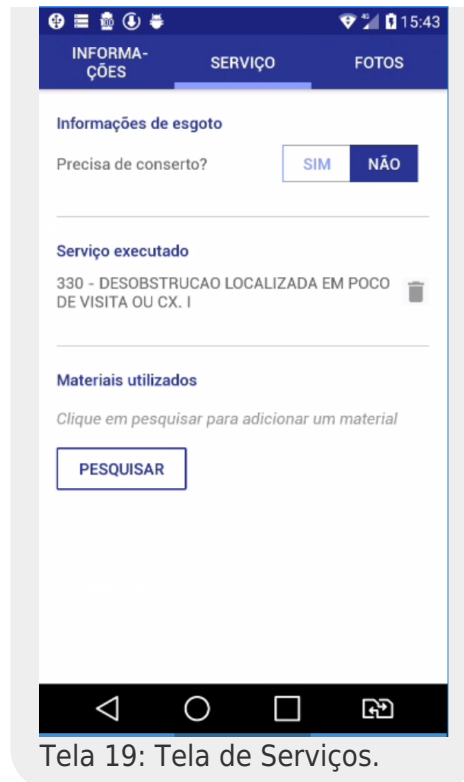 15:43
INFORMA-
ÇÕES
SERVIÇO
FOTOS
Informações de esgoto
Precisa de conserto?
SIM
NÃO
Serviço executado
330 - DESOBSTRUCAO LOCALIZADA EM POCO
DE VISITA OU CX. I
Materiais utilizados
Clique em pesquisar para adicionar um material
PESQUISAR
Tela 19: Tela de Serviços.